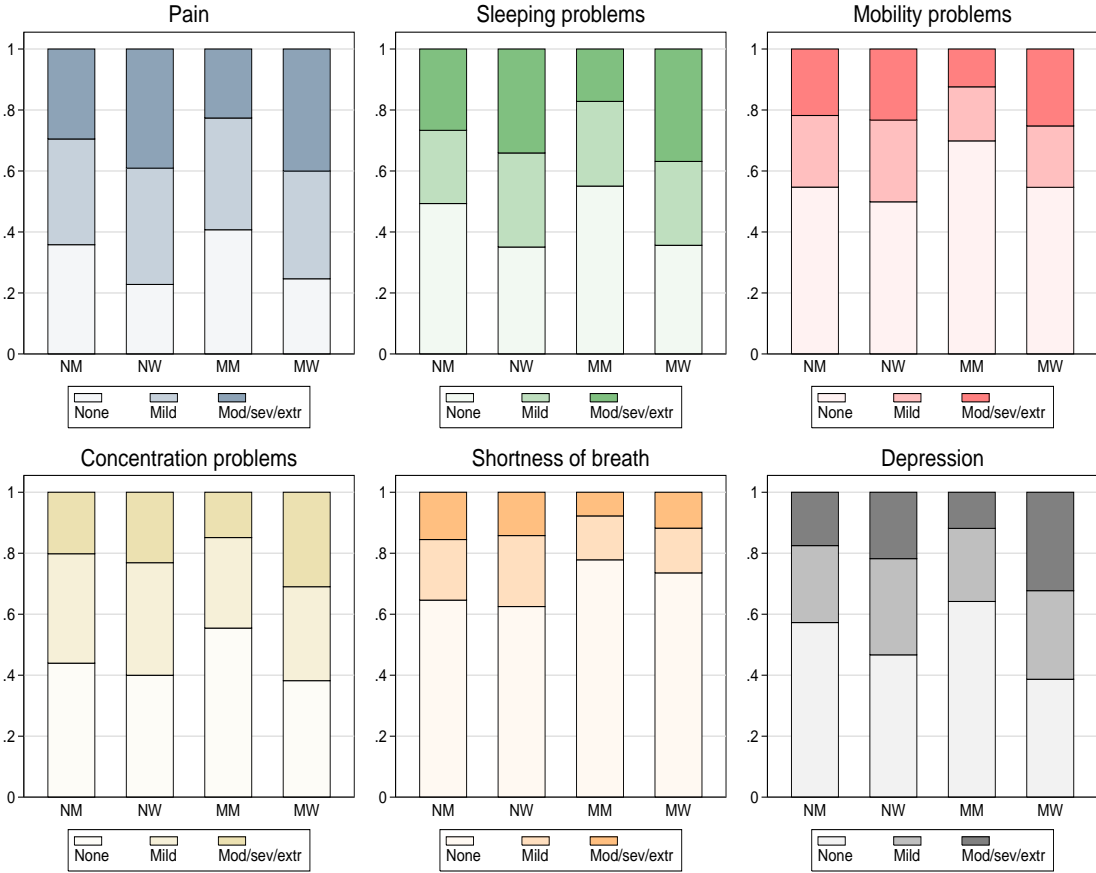 Pain
Sleeping problems
Mobility problems
1
.8
.6
.4
.2
0
NM NW MM MW
None Mild Mod/sev/extr
1
.8
.6
.4
.2
0
NM NW MM MW
None Mild Mod/sev/extr
1
.8
.6
.4
.2
0
NM NW MM MW
None Mild Mod/sev/extr
Concentration problems
Shortness of breath
Depression
1
.8
.6
.4
.2
0
NM NW MM MW
None Mild Mod/sev/extr
1
.8
.6
.4
.2
0
NM NW MM MW
None Mild Mod/sev/extr
1
.8
.6
.4
.2
0
NM NW MM MW
None Mild Mod/sev/extr